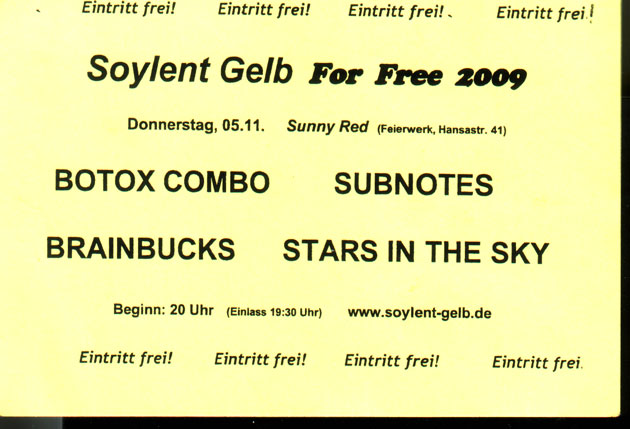 Eintritt frei! Eintritt frei! Eintritt frei! Eintritt frei!
Soylent Gelb For Free 2009
Donnerstag, 05.11. Sunny Red (Feierwerk, Hansastr. 41)
BOTOX COMBO SUBNOTES
BRAINBUCKS STARS IN THE SKY
Beginn: 20 Uhr (Einlass 19:30 Uhr) www.soylent-gelb.de
Eintritt frei! Eintritt frei! Eintritt frei! Eintritt frei.